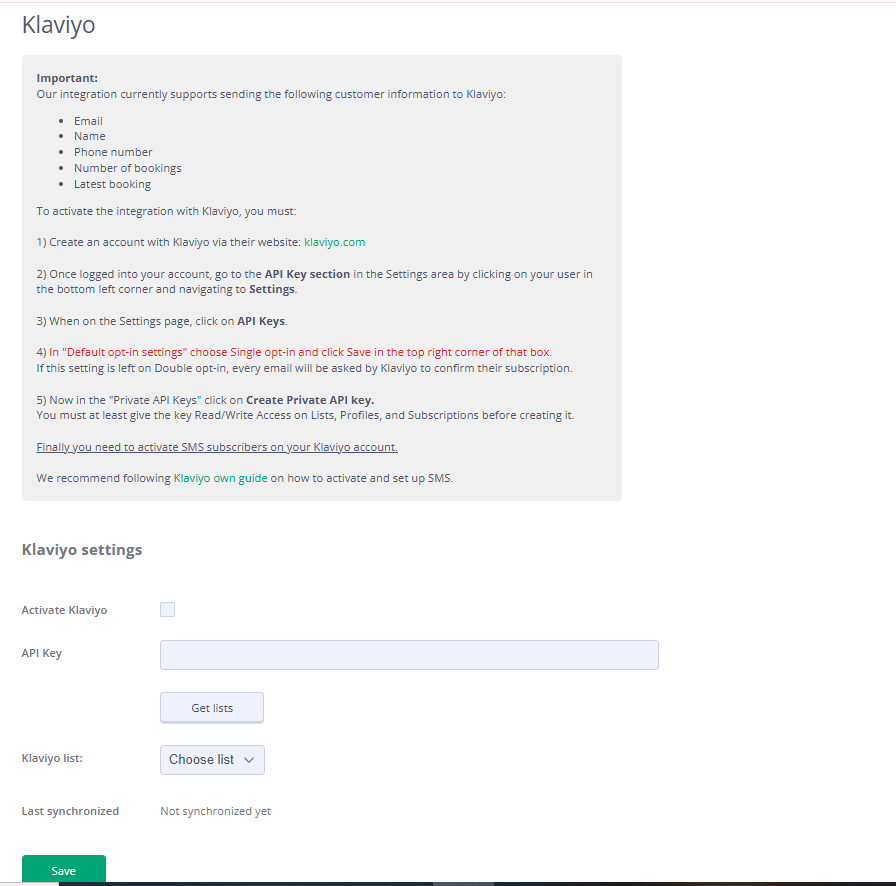 Klaviyo
Important:
Our integration currently supports sending the following customer information to Klaviyo:
Email
Name
Phone number
Number of bookings
Latest booking
To activate the integration with Klaviyo, you must:
1) Create an account with Klaviyo via their website: klaviyo.com
2) Once logged into your account, go to the API Key section in the Settings area by clicking on your user in
the bottom left corner and navigating to Settings.
3) When on the Settings page, click on API Keys.
4) In "Default opt-in settings" choose Single opt-in and click Save in the top right corner of that box.
If this setting is left on Double opt-in, every email will be asked by Klaviyo to confirm their subscription.
5) Now in the "Private API Keys" click on Create Private API key.
You must at least give the key Read/Write Access on Lists, Profiles, and Subscriptions before creating it.
Finally you need to activate SMS subscribers on your Klaviyo account.
We recommend following Klaviyo own guide on how to activate and set up SMS.
Klaviyo settings
Activate Klaviyo
API Key
Get lists
Klaviyo list:
Choose list
Last synchronized
Not synchronized yet
Save